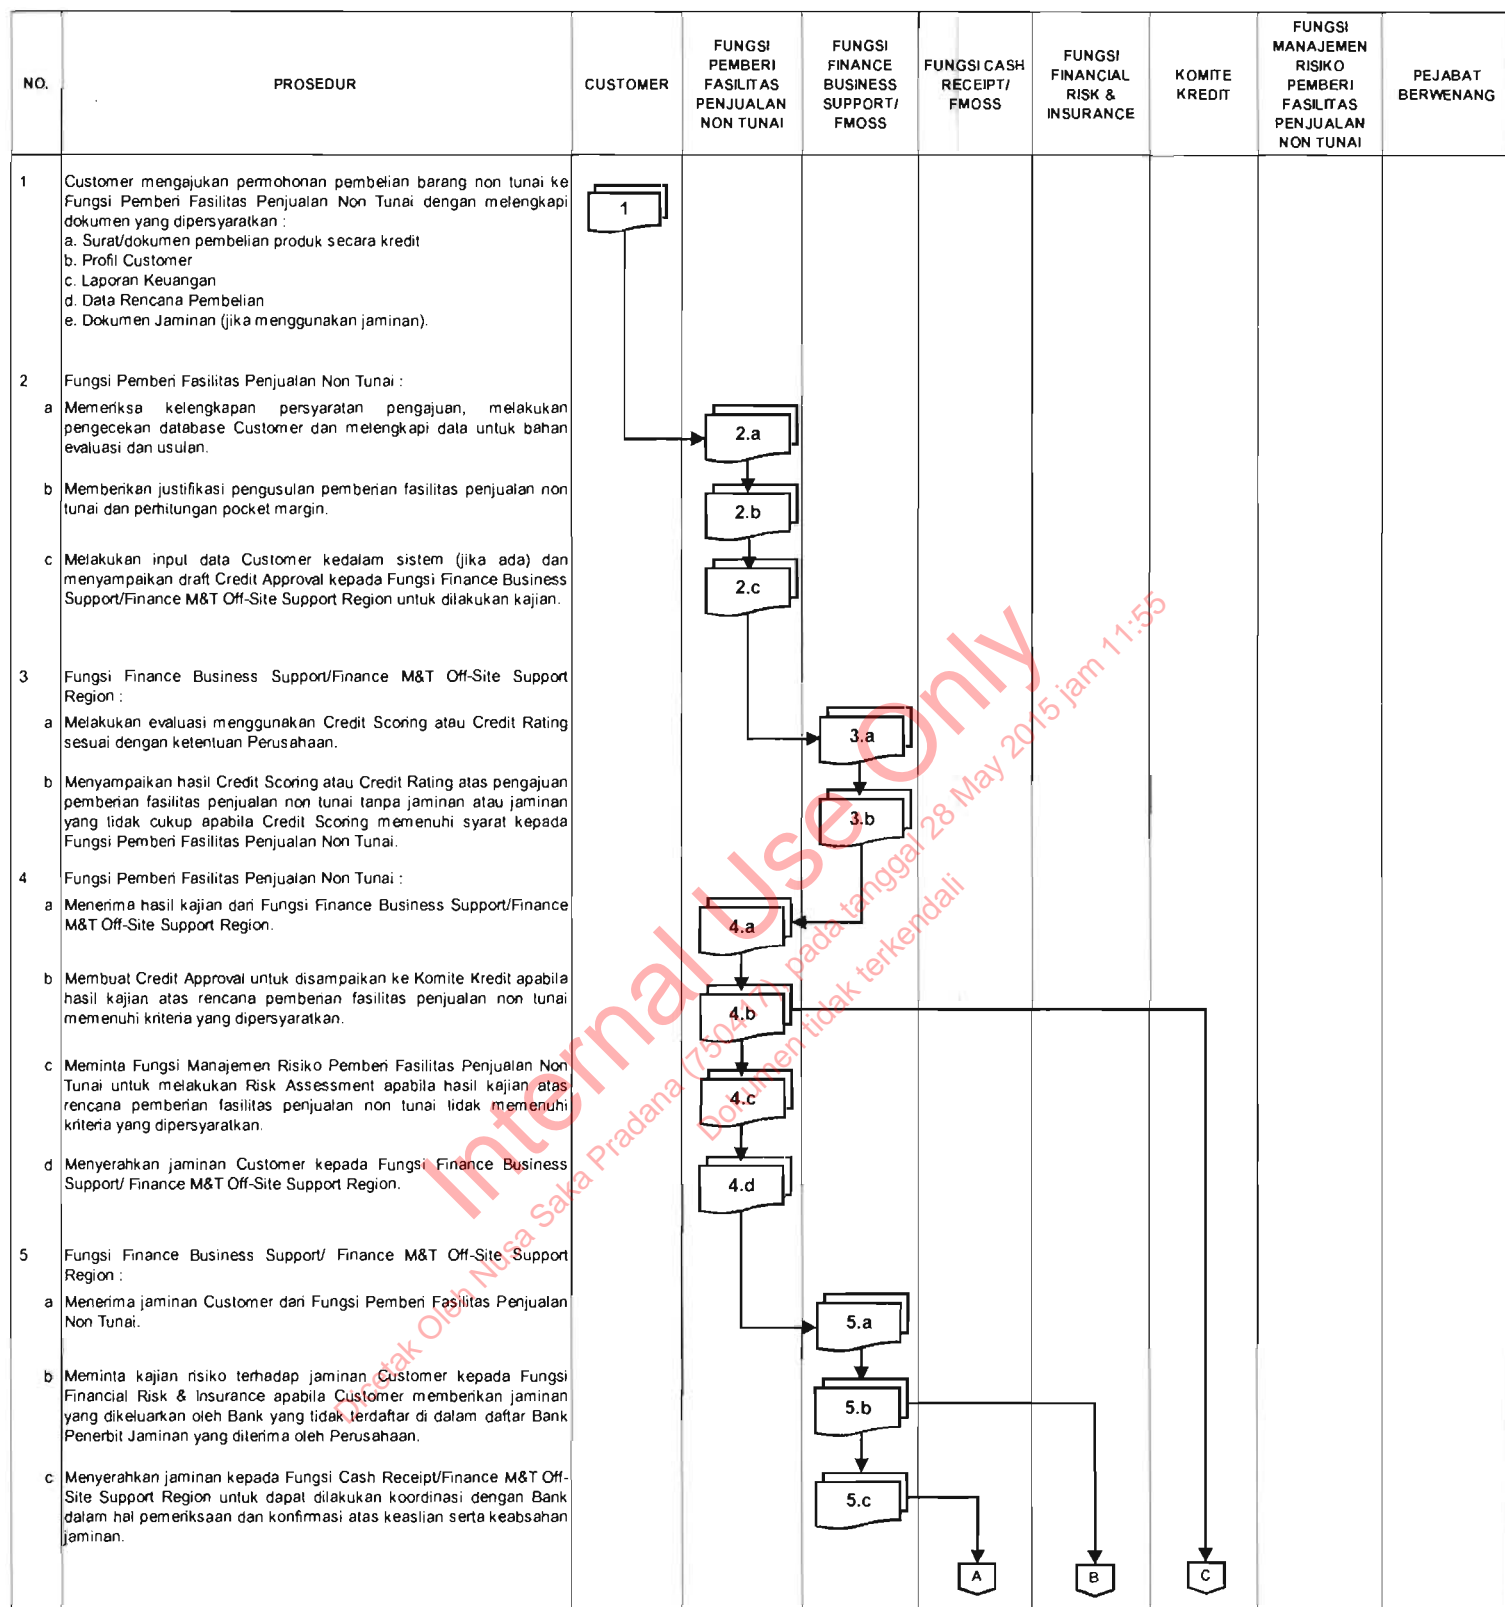 NO.
PROSEDUR
CUSTOMER
FUNGSI
PEMBERI
FASILITAS
PENJUALAN
NON TUNAI
FUNGSI
FINANCE
BUSINESS
SUPPORT/
FMOSS
FUNGSI CASH
RECEIPT/
FMOSS
FUNGSI
FINANCIAL
RISK &
INSURANCE
KOMITE
KREDIT
FUNGSI
MANAJEMEN
RISIKO
PEMBERI
FASILITAS
PENJUALAN
NON TUNAI
PEJABAT
BERWENANG
1 Customer mengajukan permohonan pembelian barang non tunai ke
Fungsi Pemberi Fasilitas Penjualan Non Tunai dengan melengkapi
dokumen yang dipersyaratkan :
a. Surat/dokumen pembelian produk secara kredit
b. Profil Customer
c. Laporan Keuangan
d. Data Rencana Pembelian
e. Dokumen Jaminan (jika menggunakan jaminan).
1
2 Fungsi Pemberi Fasilitas Penjualan Non Tunai :
a Memeriksa kelengkapan persyaratan pengajuan, melakukan
pengecekan database Customer dan melengkapi data untuk bahan
evaluasi dan usulan.
2.a
b Memberikan justifikasi pengusulan pemberian fasilitas penjualan non
tunai dan perhitungan pocket margin.
2.b
c Melakukan input data Customer kedalam sistem (jika ada) dan
menyampaikan draft Credit Approval kepada Fungsi Finance Business
Support/Finance M&T Off-Site Support Region untuk dilakukan kajian.
2.c
3 Fungsi Finance Business Support/Finance M&T Off-Site Support
Region :
a Melakukan evaluasi menggunakan Credit Scoring atau Credit Rating
sesuai dengan ketentuan Perusahaan.
3.a
b Menyampaikan hasil Credit Scoring atau Credit Rating atas pengajuan
pemberian fasilitas penjualan non tunai tanpa jaminan atau jaminan
yang tidak cukup apabila Credit Scoring memenuhi syarat kepada
Fungsi Pemberi Fasilitas Penjualan Non Tunai.
3.b
4 Fungsi Pemberi Fasilitas Penjualan Non Tunai :
a Menerima hasil kajian dari Fungsi Finance Business Support/Finance
M&T Off-Site Support Region.
4.a
b Membuat Credit Approval untuk disampaikan ke Komite Kredit apabila
hasil kajian atas rencana pemberian fasilitas penjualan non tunai
memenuhi kriteria yang dipersyaratkan.
4.b
c Meminta Fungsi Manajemen Risiko Pemberi Fasilitas Penjualan Non
Tunai untuk melakukan Risk Assessment apabila hasil kajian atas
rencana pemberian fasilitas penjualan non tunai tidak memenuhi
kriteria yang dipersyaratkan.
4.c
d Menyerahkan jaminan Customer kepada Fungsi Finance Business
Support/ Finance M&T Off-Site Support Region.
4.d
5 Fungsi Finance Business Support/ Finance M&T Off-Site Support
Region :
a Menerima jaminan Customer dari Fungsi Pemberi Fasilitas Penjualan
Non Tunai.
5.a
b Meminta kajian risiko terhadap jaminan Customer kepada Fungsi
Financial Risk & Insurance apabila Customer memberikan jaminan
yang dikeluarkan oleh Bank yang tidak terdaftar di dalam daftar Bank
Penerbit Jaminan yang diterima oleh Perusahaan.
5.b
c Menyerahkan jaminan kepada Fungsi Cash Receipt/Finance M&T Off-
Site Support Region untuk dapat dilakukan koordinasi dengan Bank
dalam hal pemeriksaan dan konfirmasi atas keaslian serta keabsahan
jaminan.
5.c
A
B
C
Internal Use Only
Dicetak Oleh Nusa Saka Pradana (750417), pada tanggal 28 May 2015 jam 11:55
Dokumen tidak terkendali